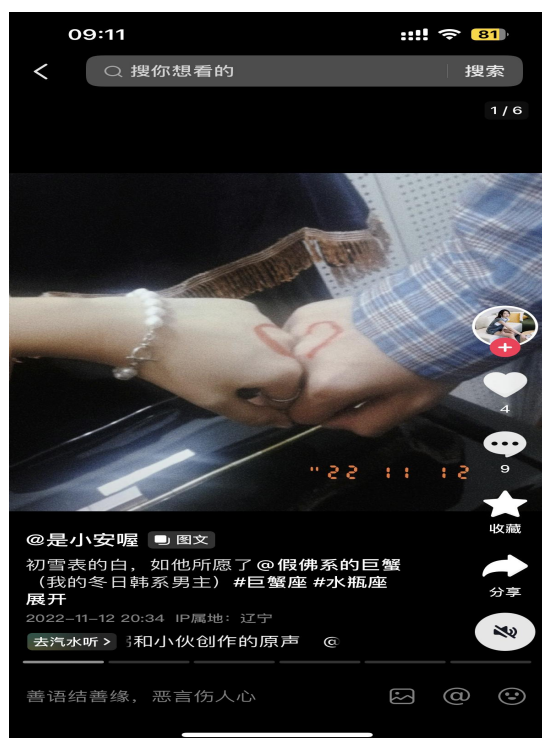 09:11
81
搜你想看的
搜索
1/6
"22 11 12
4
9
收藏
分享
@是小安喔 图文
初雪表的白，如他所愿了@假佛系的巨蟹
（我的冬日韩系男主）#巨蟹座 #水瓶座
展开
2022-11-12 20:34 IP属地：辽宁
去汽水听 > 和小伙创作的原声 @
善语结善缘，恶言伤人心